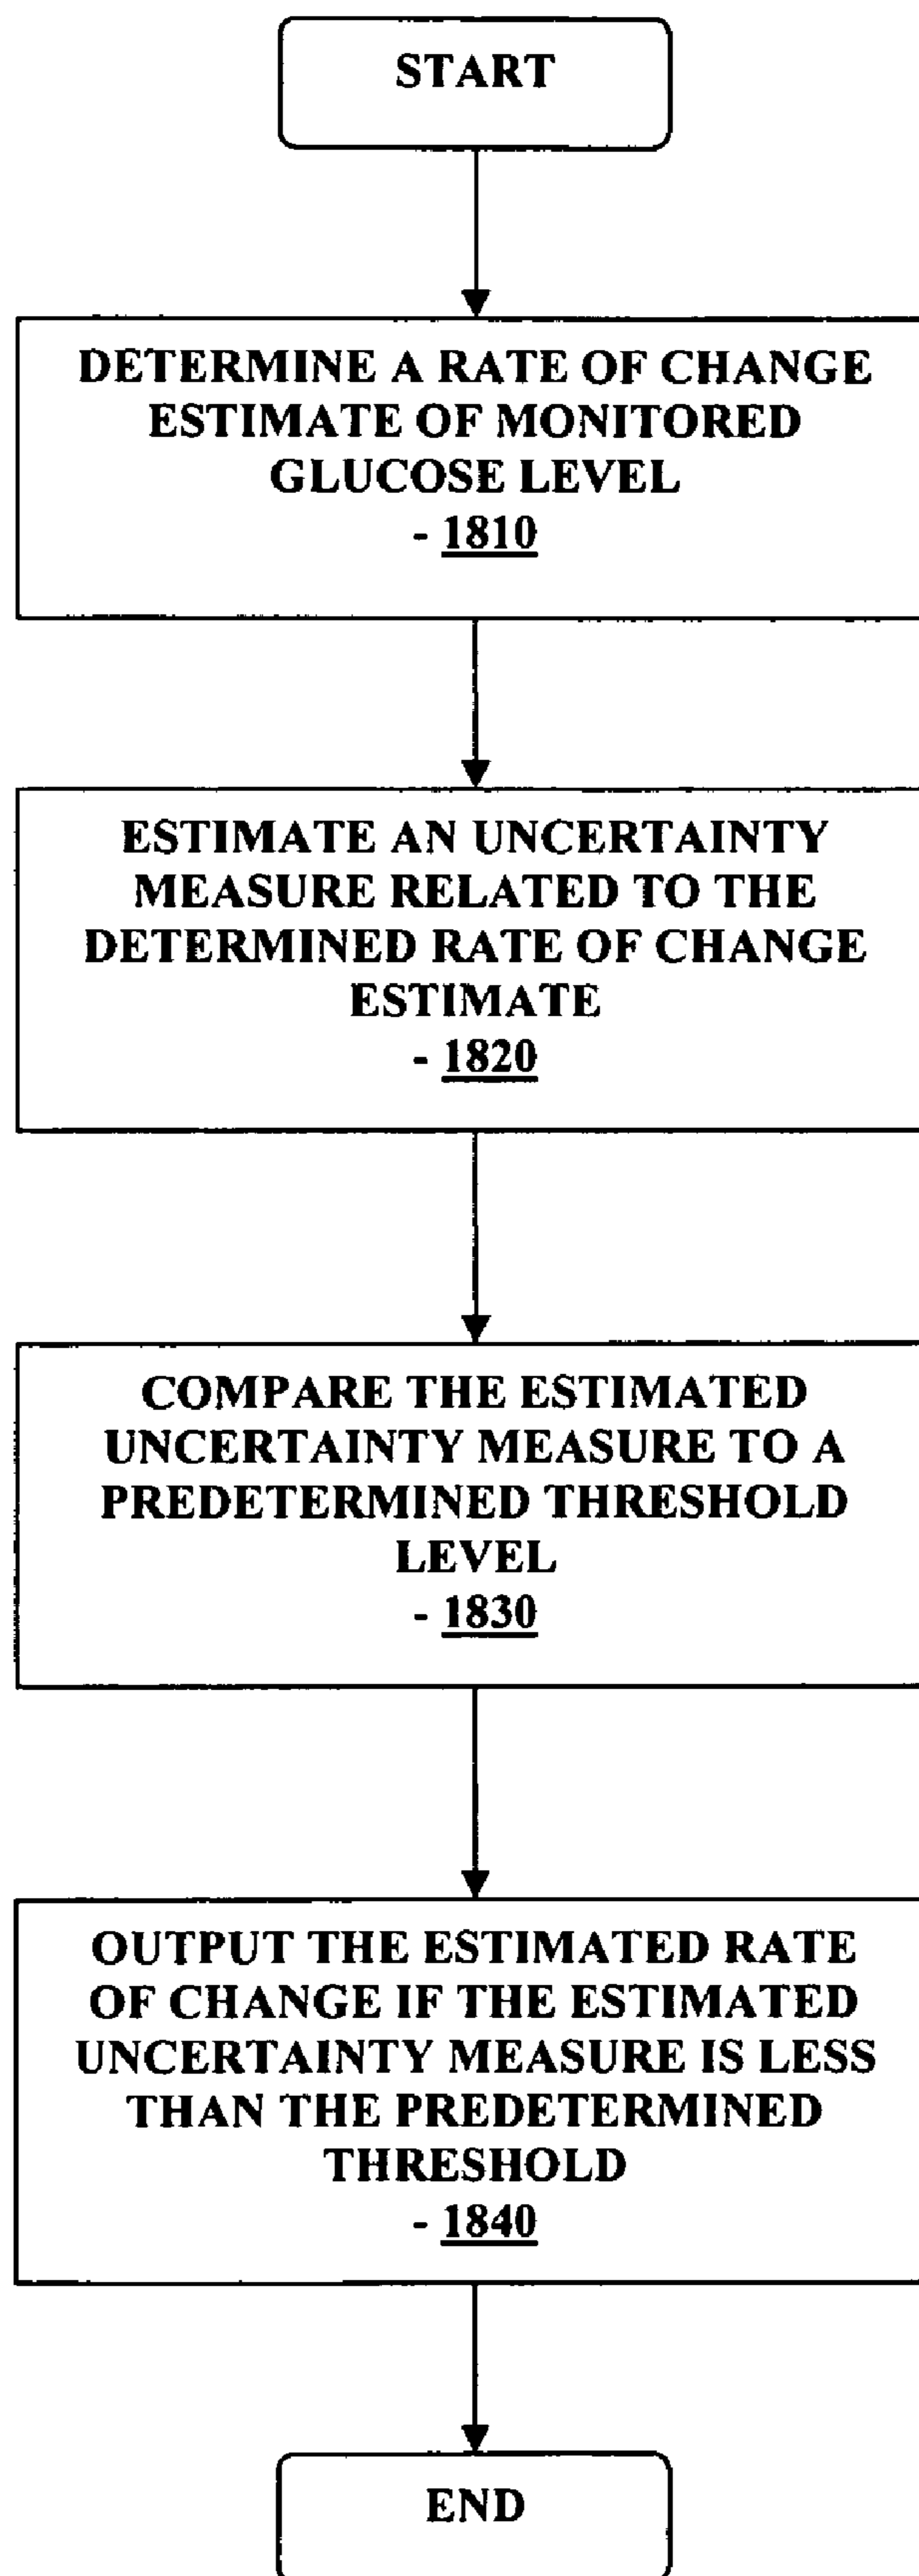 START
DETERMINE A RATE OF CHANGE
ESTIMATE OF MONITORED
GLUCOSE LEVEL
- 1810
ESTIMATE AN UNCERTAINTY
MEASURE RELATED TO THE
DETERMINED RATE OF CHANGE
ESTIMATE
- 1820
COMPARE THE ESTIMATED
UNCERTAINTY MEASURE TO A
PREDETERMINED THRESHOLD
LEVEL
- 1830
OUTPUT THE ESTIMATED RATE
OF CHANGE IF THE ESTIMATED
UNCERTAINTY MEASURE IS LESS
THAN THE PREDETERMINED
THRESHOLD
- 1840
END